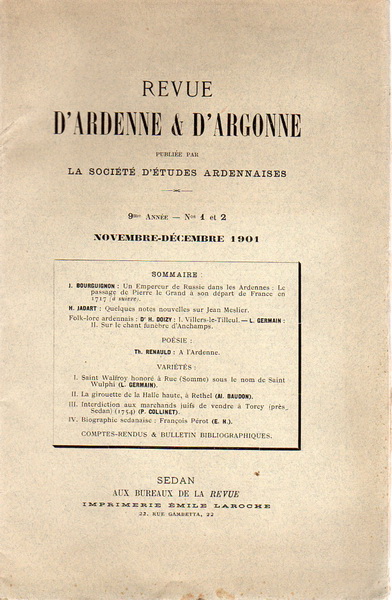 REVUE
D'ARDENNE & D'ARGONNE
PUBLIÉE PAR
LA SOCIÉTÉ D'ÉTUDES ARDENNAISES
9me ANNÉE — Nos 1 et 2
NOVEMBRE-DÉCEMBRE 1901
SOMMAIRE :
J. BOURGUIGNON : Un Empereur de Russie dans les Ardennes : Le
passage de Pierre le Grand à son départ de France en
1717 (à suivre).
H. JADART : Quelques notes nouvelles sur Jean Meslier.
Folk-lore ardennais : Dr H. DOIZY : I. Villers-le-Tilleul. — L. GERMAIN :
II. Sur le chant funèbre d'Anchamps.
POÉSIE :
Th. RENAULD : A l'Ardenne.
VARIÉTÉS :
I. Saint Walfroy honoré à Rue (Somme) sous le nom de Saint
Wulphi (L. GERMAIN).
II. La girouette de la Halle haute, à Rethel (Al. BAUDON).
III. Interdiction aux marchands juifs de vendre à Torcy (près
Sedan) (1754) (P. COLLINET).
IV. Biographie sedanaise : François Pérot (E. H.).
COMPTES-RENDUS & BULLETIN BIBLIOGRAPHIQUES.
SEDAN
AUX BUREAUX DE LA REVUE
IMPRIMERIE ÉMILE LAROCHE
22, RUE GAMBETTA, 22